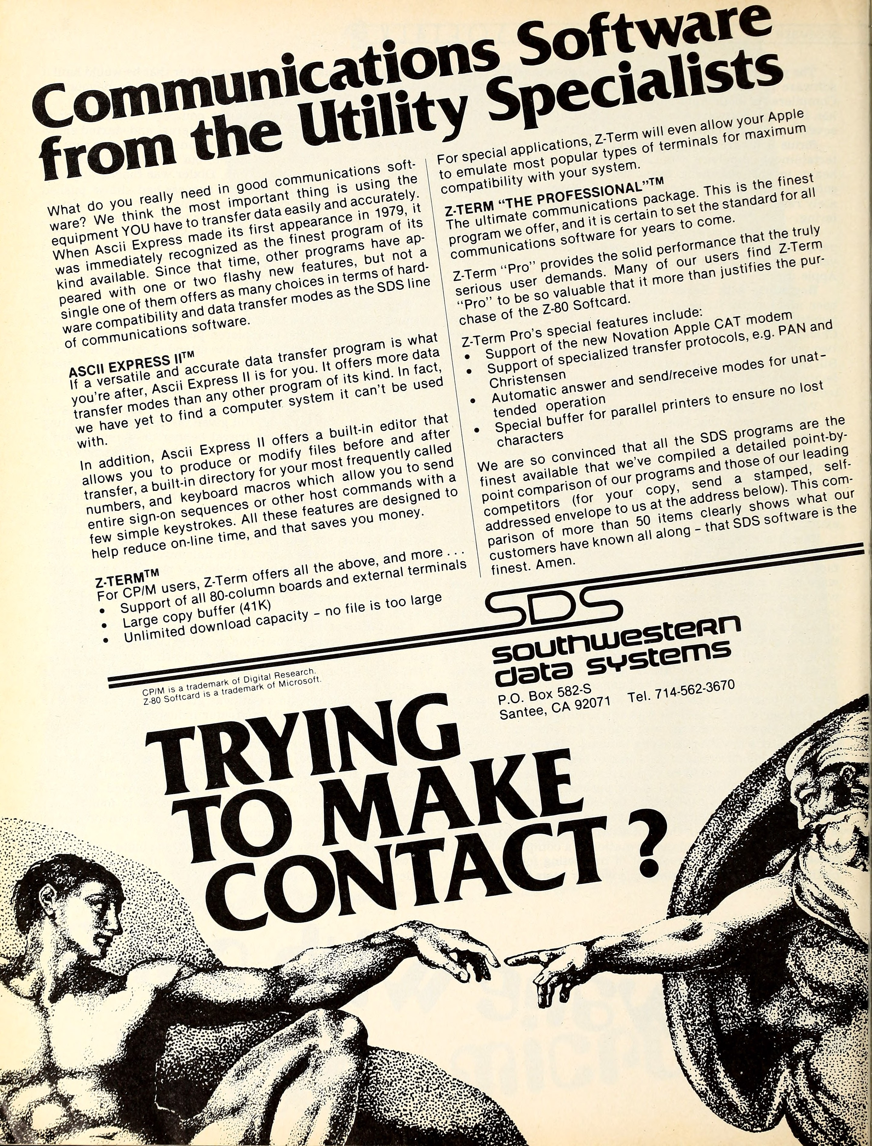 Communications Software
from the Utility Specialists
What do you really need in good communications soft-
ware? We think the most important thing is using the
equipment YOU have to transfer data easily and accurately.
When Ascii Express made its first appearance in 1979, it
was immediately recognized as the finest program of its
kind available. Since that time, other programs have ap-
peared with one or two flashy new features, but not a
single one of them offers as many choices in terms of hard-
ware compatibility and data transfer modes as the SDS line
of communications software.
ASCII EXPRESS II™
If a versatile and accurate data transfer program is what
you're after, Ascii Express II is for you. It offers more data
transfer modes than any other program of its kind. In fact,
we have yet to find a computer system it can't be used
with.
In addition, Ascii Express II offers a built-in editor that
allows you to produce or modify files before and after
transfer, a built-in directory for your most frequently called
numbers, and keyboard macros which allow you to send
entire sign-on sequences or other host commands with a
few simple keystrokes. All these features are designed to
help reduce on-line time, and that saves you money.
Z-TERM™
For CP/M users, Z-Term offers all the above, and more . . .
• Support of all 80-column boards and external terminals
• Large copy buffer (41K)
• Unlimited download capacity – no file is too large
For special applications, Z-Term will even allow your Apple
to emulate most popular types of terminals for maximum
compatibility with your system.
Z-TERM "THE PROFESSIONAL"™
The ultimate communications package. This is the finest
program we offer, and it is certain to set the standard for all
communications software for years to come.
Z-Term "Pro" provides the solid performance that the truly
serious user demands. Many of our users find Z-Term
"Pro" to be so valuable that it more than justifies the pur-
chase of the Z-80 Softcard.
Z-Term Pro's special features include:
• Support of the new Novation Apple CAT modem
• Support of specialized transfer protocols, e.g. PAN and
Christensen
• Automatic answer and send/receive modes for unat-
tended operation
• Special buffer for parallel printers to ensure no lost
characters
We are so convinced that all the SDS programs are the
finest available that we've compiled a detailed point-by-
point comparison of our programs and those of our leading
competitors (for your copy, send a stamped, self-
addressed envelope to us at the address below). This com-
parison of more than 50 items clearly shows what our
customers have known all along – that SDS software is the
finest. Amen.
SDS
southwestern
data systems
P.O. Box 582-S
Santee, CA 92071 Tel. 714-562-3670
CP/M is a trademark of Digital Research.
Z-80 Softcard is a trademark of Microsoft.
TRYING
TO MAKE
CONTACT ?